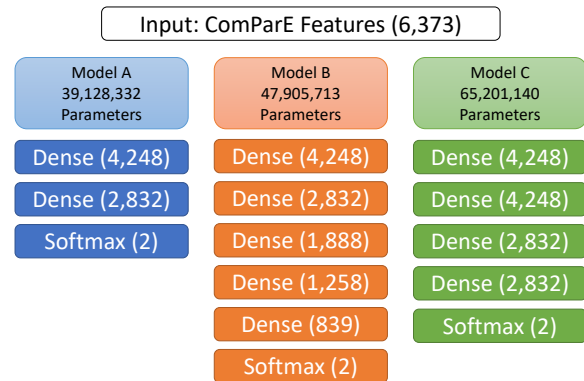 Input: ComParE Features (6,373)
Model A
39,128,332
Parameters
Dense (4,248)
Dense (2,832)
Softmax (2)
Model B
47,905,713
Parameters
Dense (4,248)
Dense (2,832)
Dense (1,888)
Dense (1,258)
Dense (839)
Softmax (2)
Model C
65,201,140
Parameters
Dense (4,248)
Dense (4,248)
Dense (2,832)
Dense (2,832)
Softmax (2)